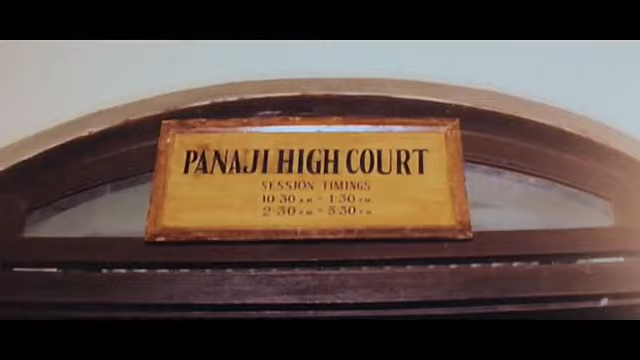 PANAJI HIGH COURT
SESSION TIMINGS
10:30 A.M - 1:30 P.M.
2:30 P.M - 5:30 P.M.